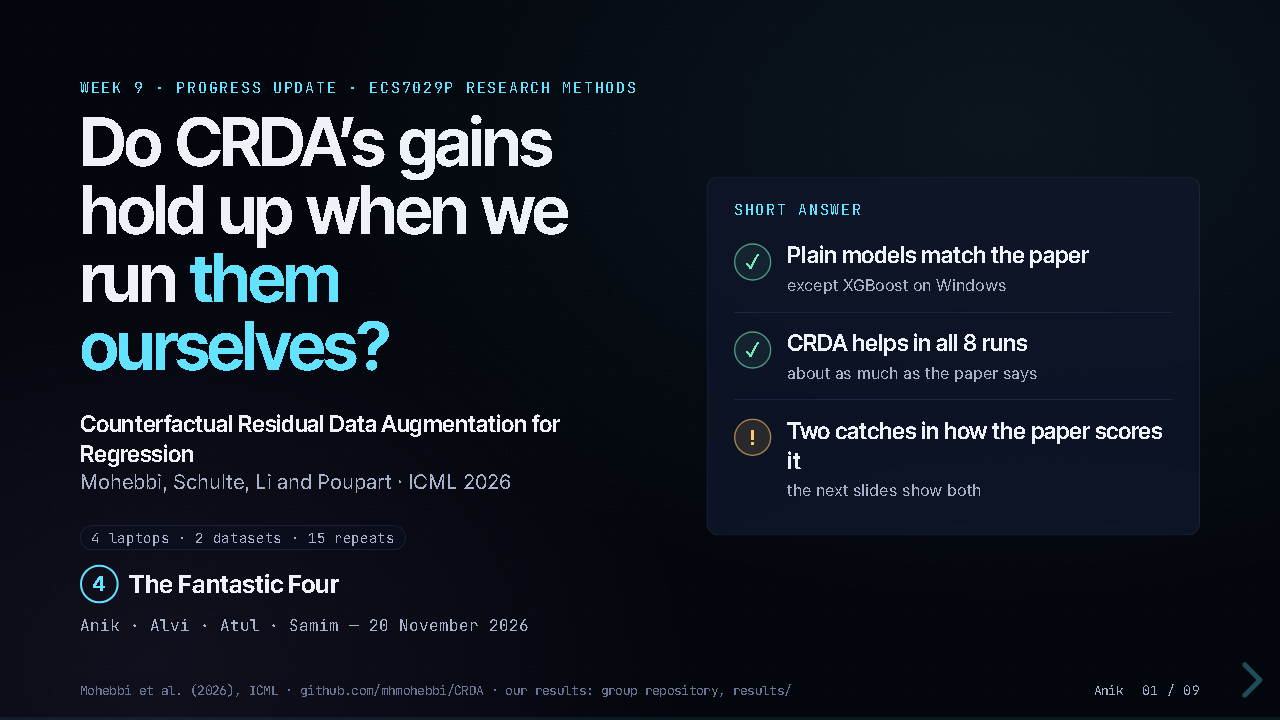 WEEK 9 · PROGRESS UPDATE · ECS7029P RESEARCH METHODS
Do CRDA’s gains
hold up when we
run them
ourselves?
Counterfactual Residual Data Augmentation for
Regression
Mohebbi, Schulte, Li and Poupart · ICML 2026
4 laptops · 2 datasets · 15 repeats
4 The Fantastic Four
Anik · Alvi · Atul · Samim — 20 November 2026
SHORT ANSWER
✓ Plain models match the paper
except XGBoost on Windows
✓ CRDA helps in all 8 runs
about as much as the paper says
! Two catches in how the paper scores
it
the next slides show both
Mohebbi et al. (2026), ICML · github.com/mhmohebbi/CRDA · our results: group repository, results/
Anik 01 / 09